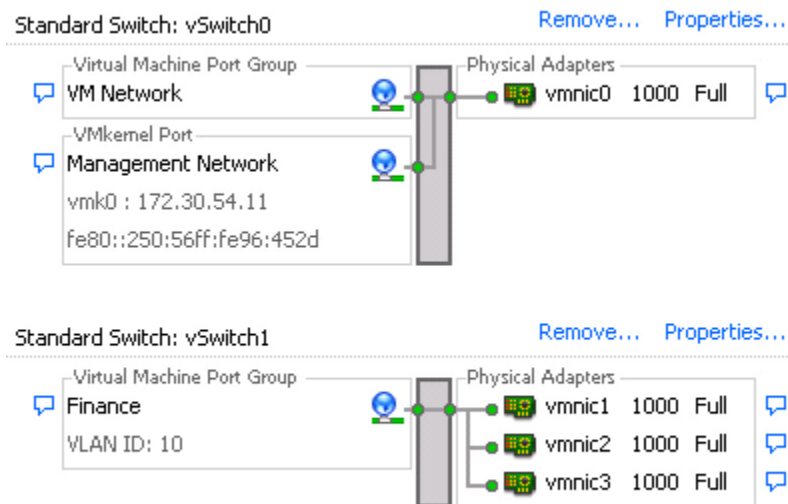 Standard Switch: vSwitch0 Remove... Properties...
Virtual Machine Port Group Physical Adapters
VM Network vmnic0 1000 Full
VMkernel Port
Management Network
vmk0 : 172.30.54.11
fe80::250:56ff:fe96:452d
Standard Switch: vSwitch1 Remove... Properties...
Virtual Machine Port Group Physical Adapters
Finance vmnic1 1000 Full
VLAN ID: 10 vmnic2 1000 Full
vmnic3 1000 Full